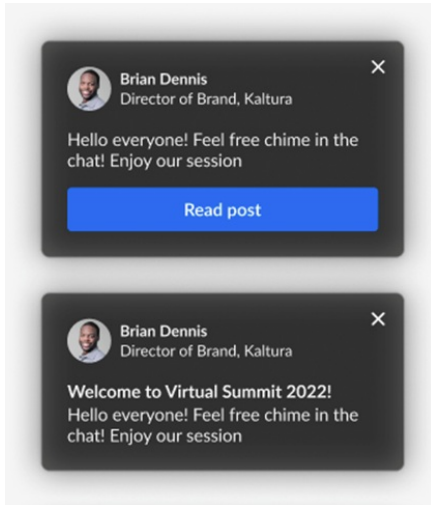 Brian Dennis
Director of Brand, Kaltura
Hello everyone! Feel free chime in the
chat! Enjoy our session
Read post
Brian Dennis
Director of Brand, Kaltura
Welcome to Virtual Summit 2022!
Hello everyone! Feel free chime in the
chat! Enjoy our session